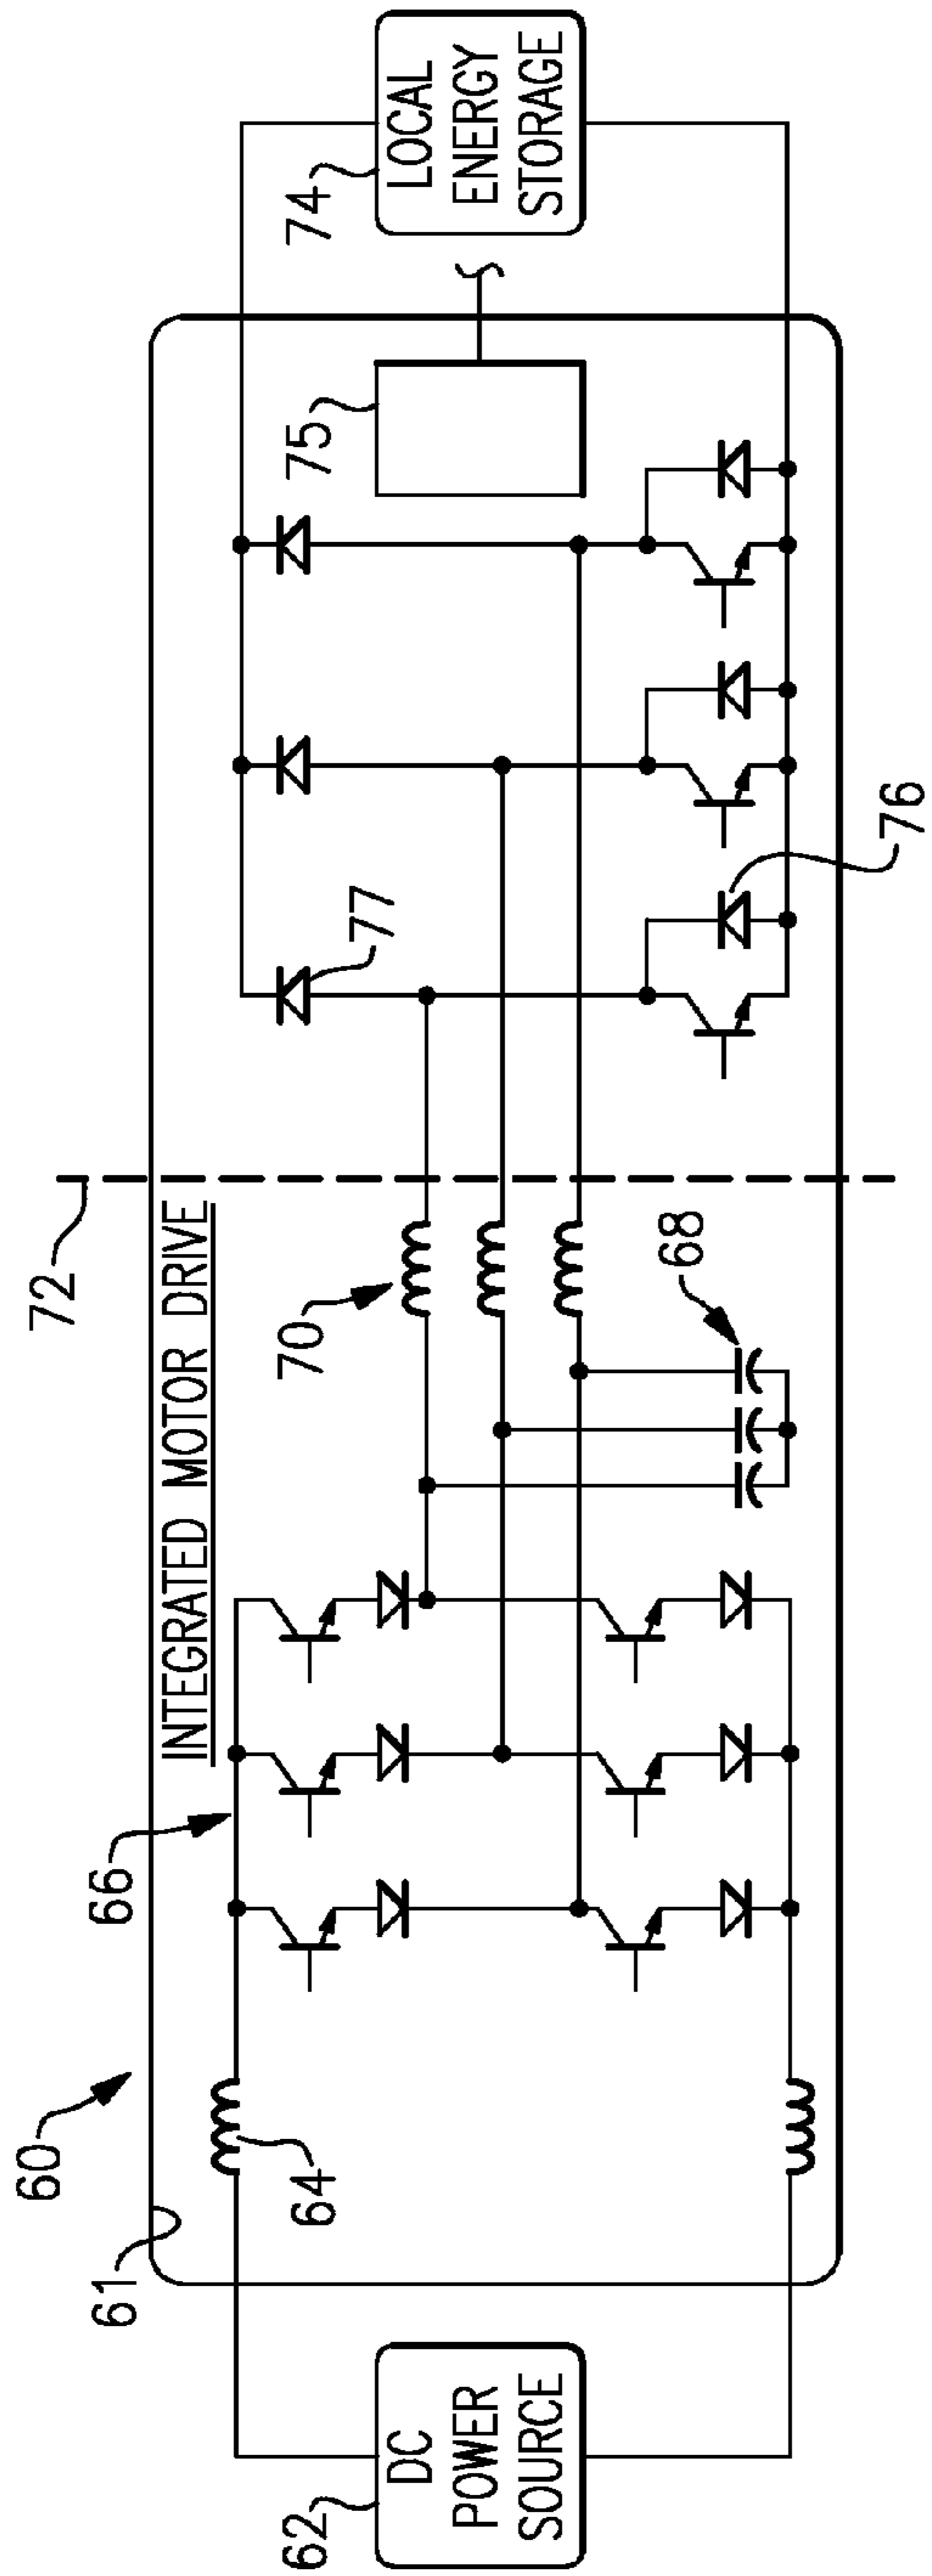 60
61
62
DC
POWER
SOURCE
64
66
INTEGRATED MOTOR DRIVE
68
70
72
77
76
75
74
LOCAL
ENERGY
STORAGE